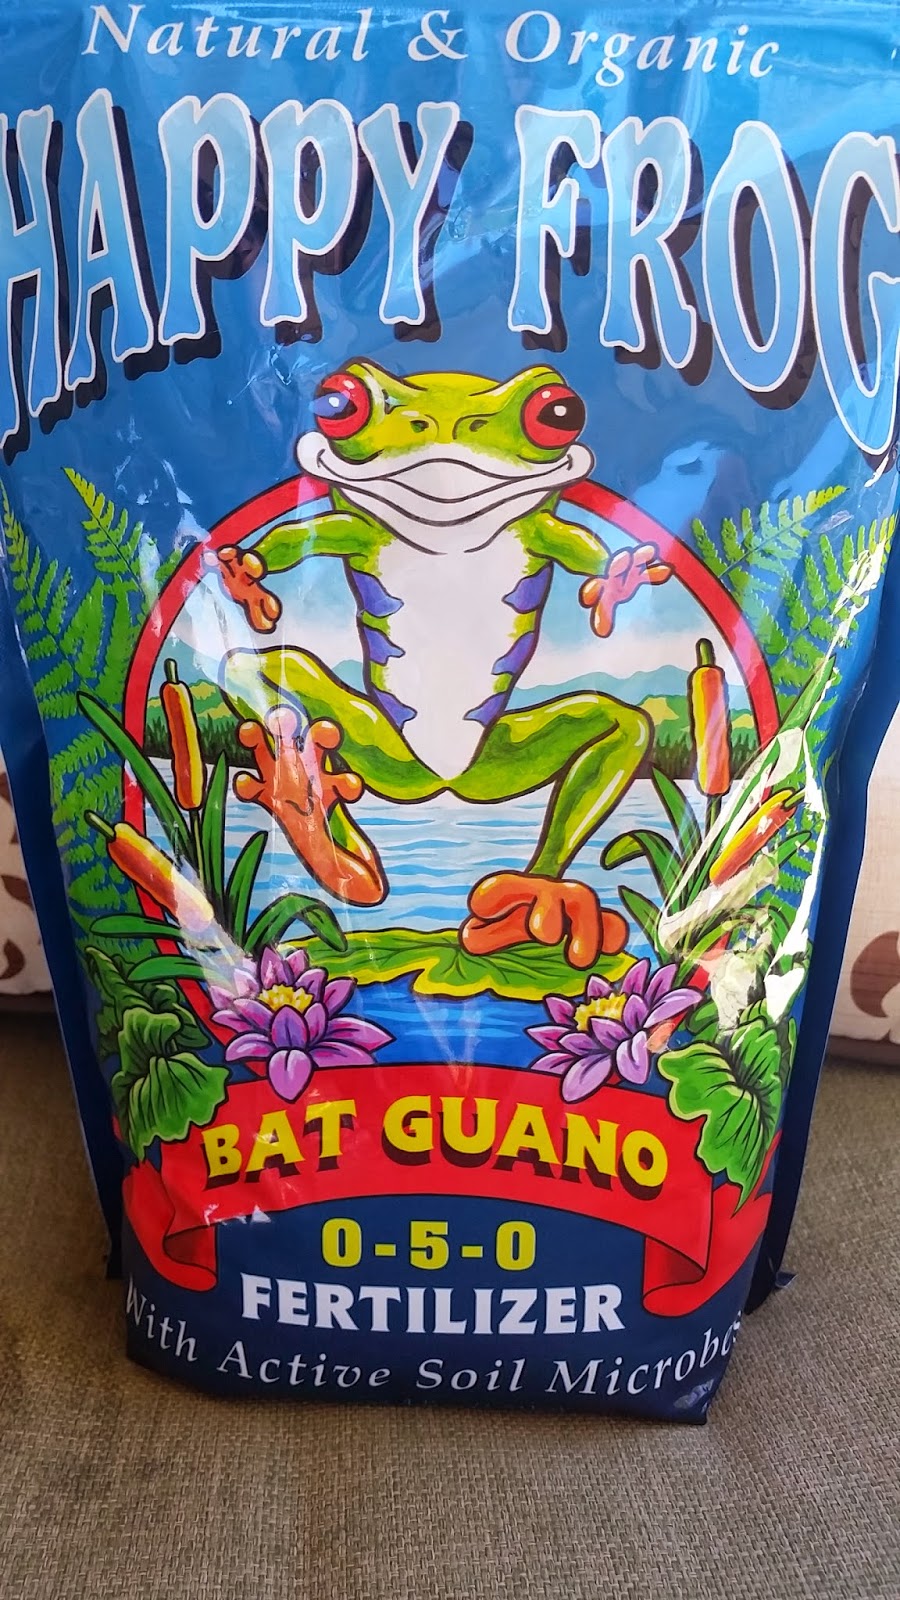 Natural & Organic
HAPPY FROG
BAT GUANO
0-5-0
FERTILIZER
With Active Soil Microbes